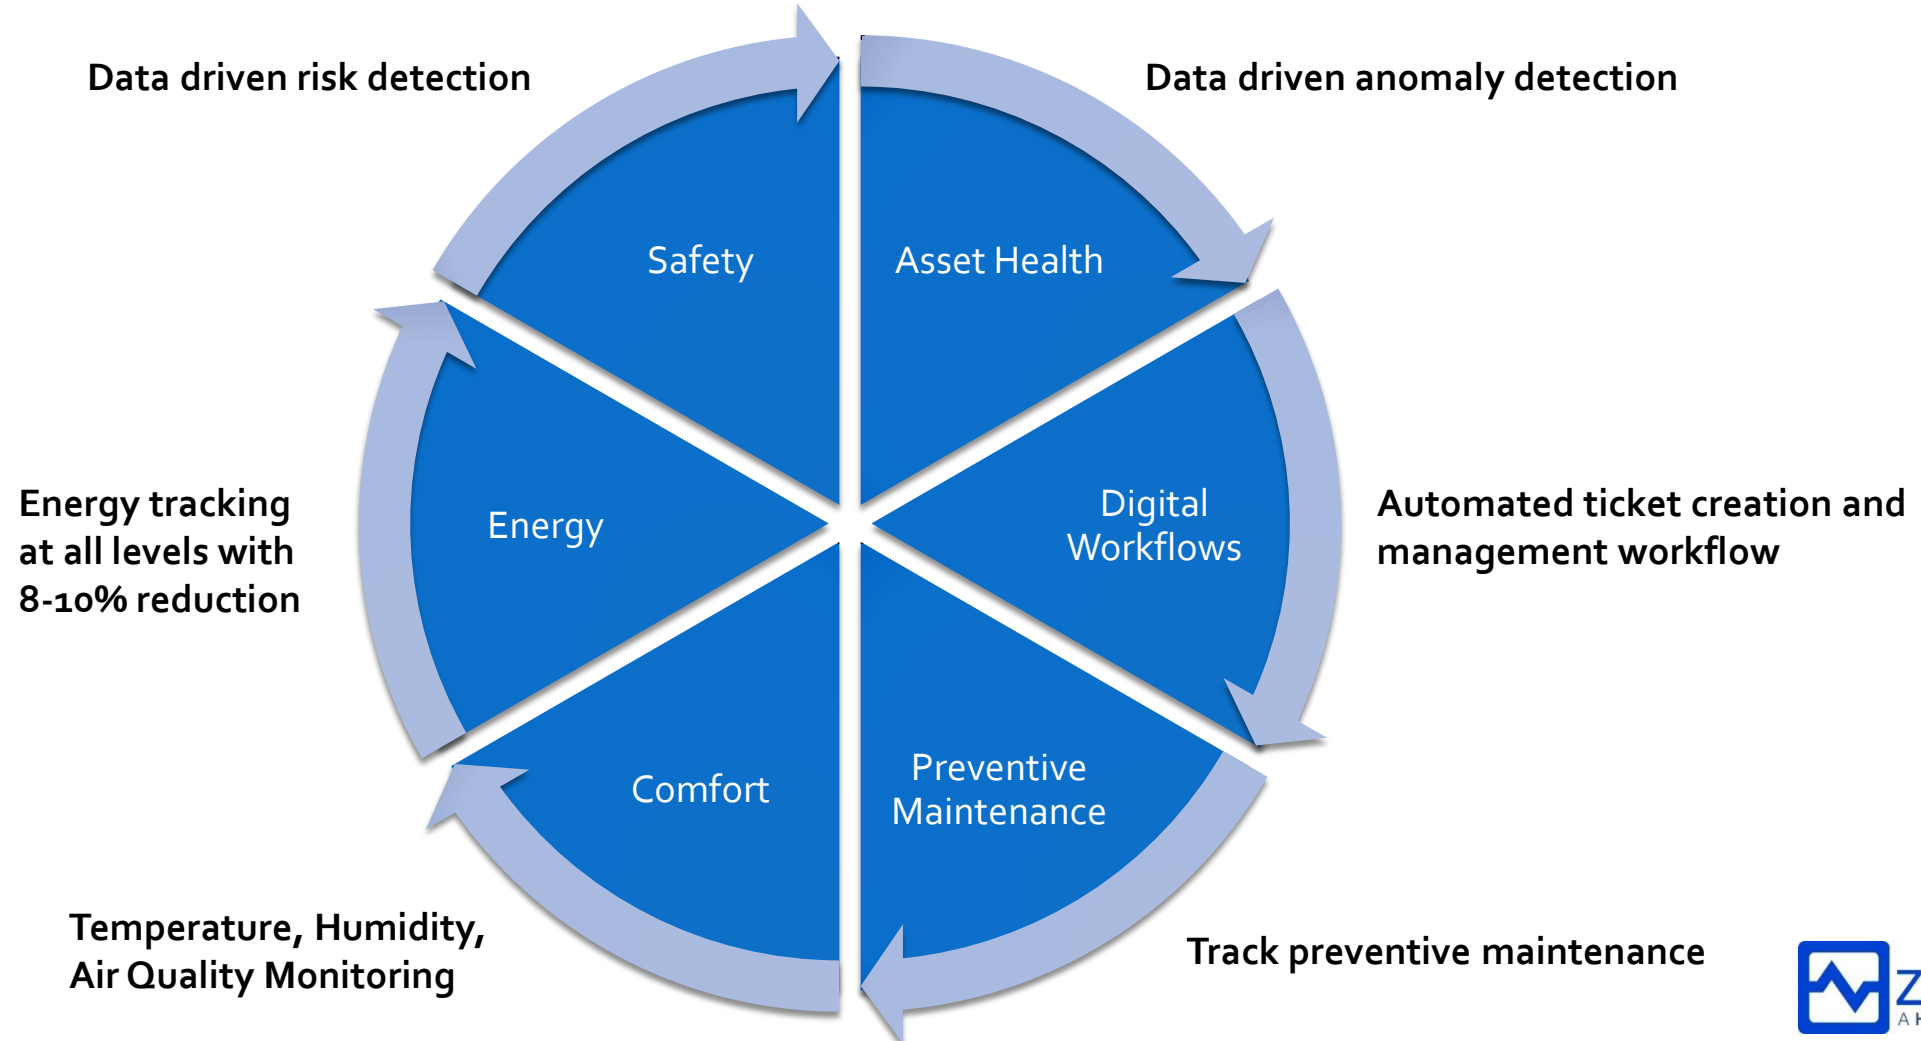 Data driven risk detection
Data driven anomaly detection
Safety
Asset Health
Energy tracking
at all levels with
8-10% reduction
Energy
Digital
Workflows
Automated ticket creation and
management workflow
Comfort
Preventive
Maintenance
Temperature, Humidity,
Air Quality Monitoring
Track preventive maintenance